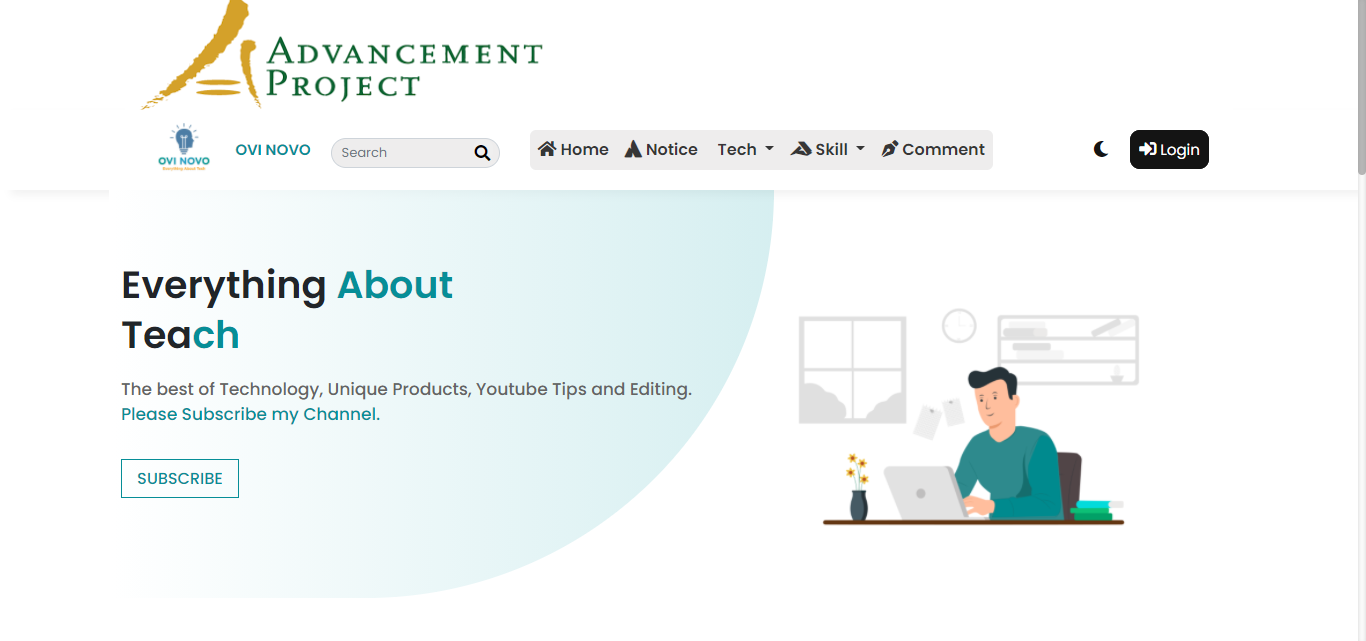 ADVANCEMENT
PROJECT
OVI NOVO
Everything About Tech
OVI NOVO
Search
Home
Notice
Tech
Skill
Comment
Login
Everything About
Teach
The best of Technology, Unique Products, Youtube Tips and Editing.
Please Subscribe my Channel.
SUBSCRIBE